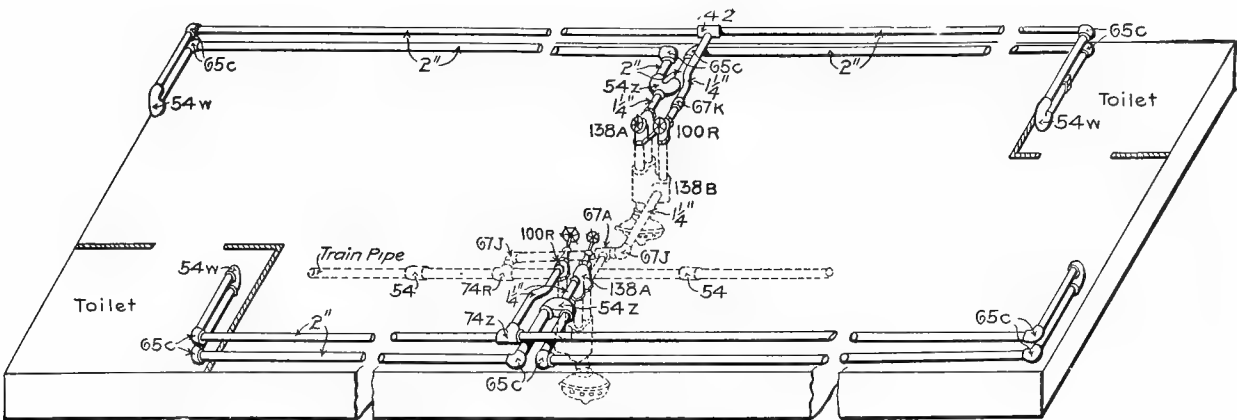 42
65c
2"
65c
2"
65c
2"
54z
1¼"
1¼"
67K
54w
54w
Toilet
138A
100R
138B
1¼"
67A
100R
67J
67J
Train Pipe
54w
54
74R
1¼"
138A
54
54z
Toilet
2"
74z
65c
65c
65c